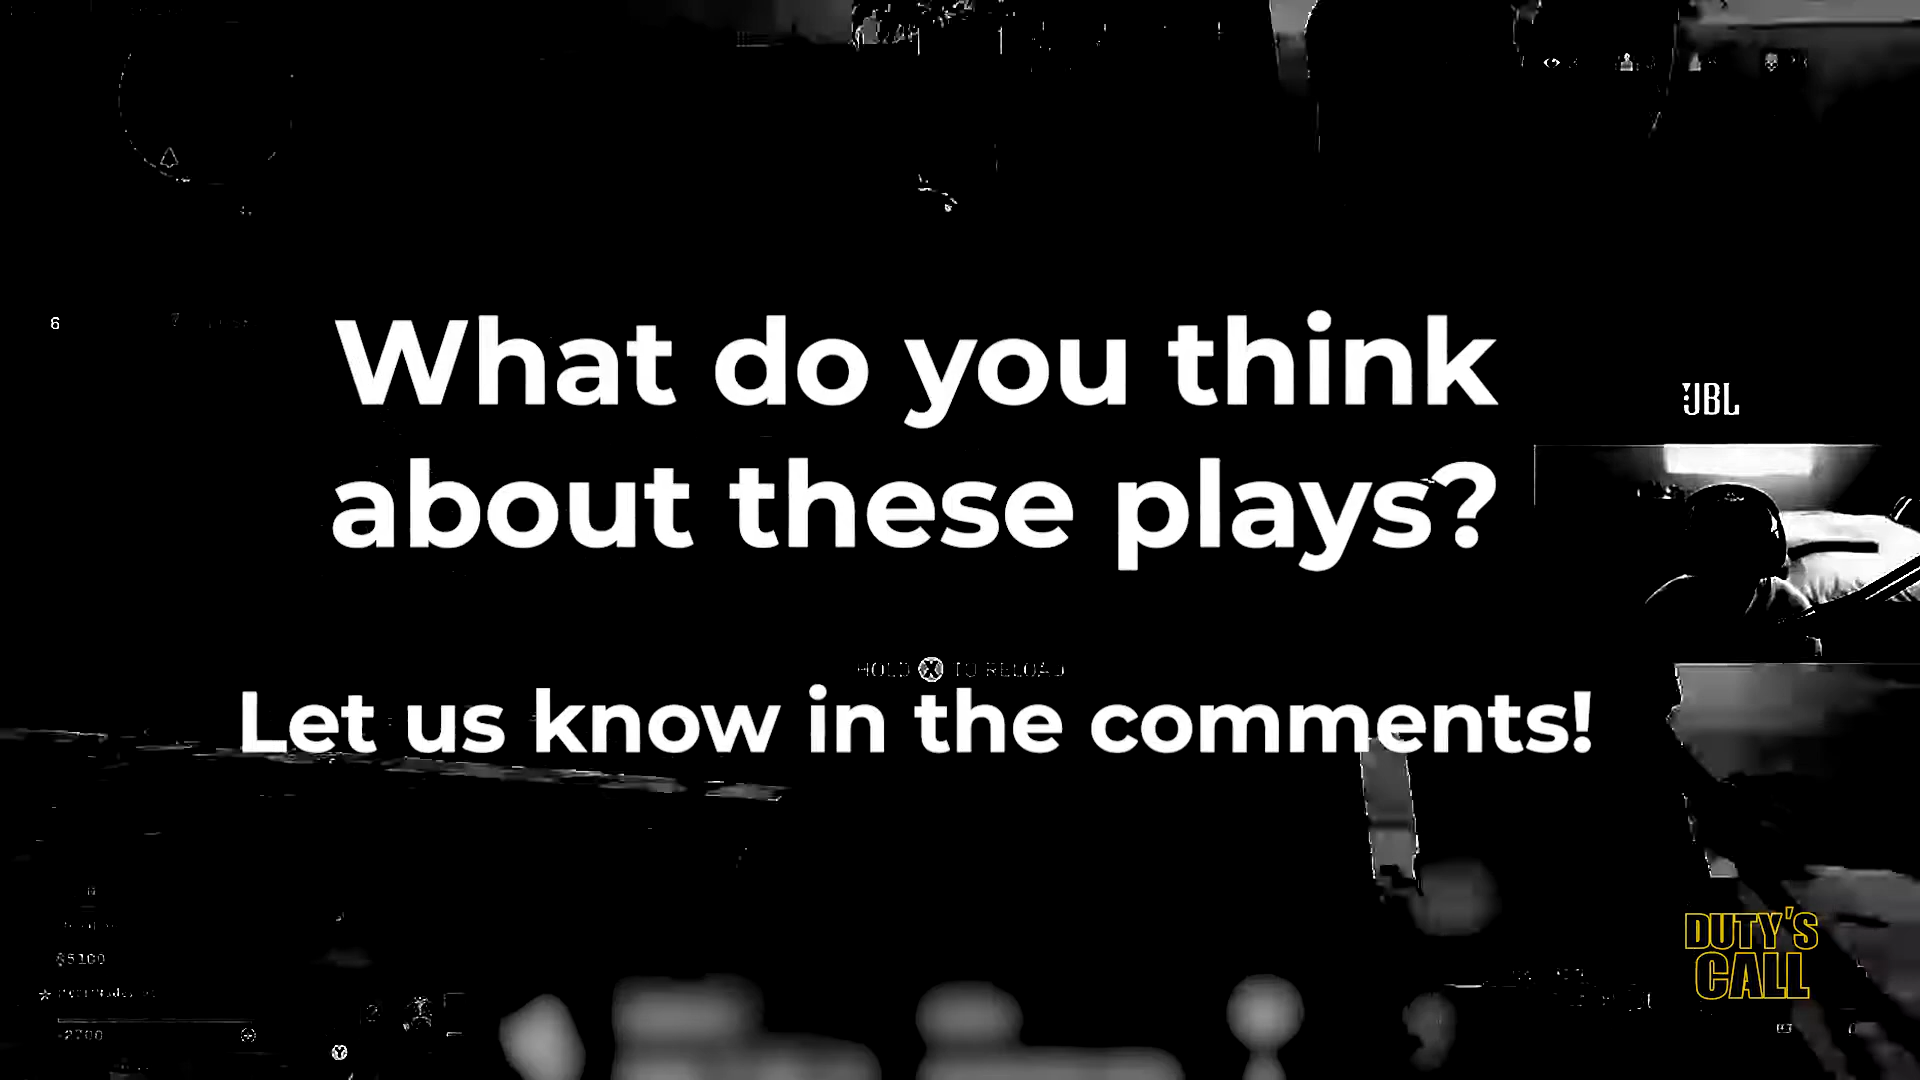 6
What do you think
about these plays?
JBL
HOLD X TO RELOAD
Let us know in the comments!
$5100
DUTY'S
CALL